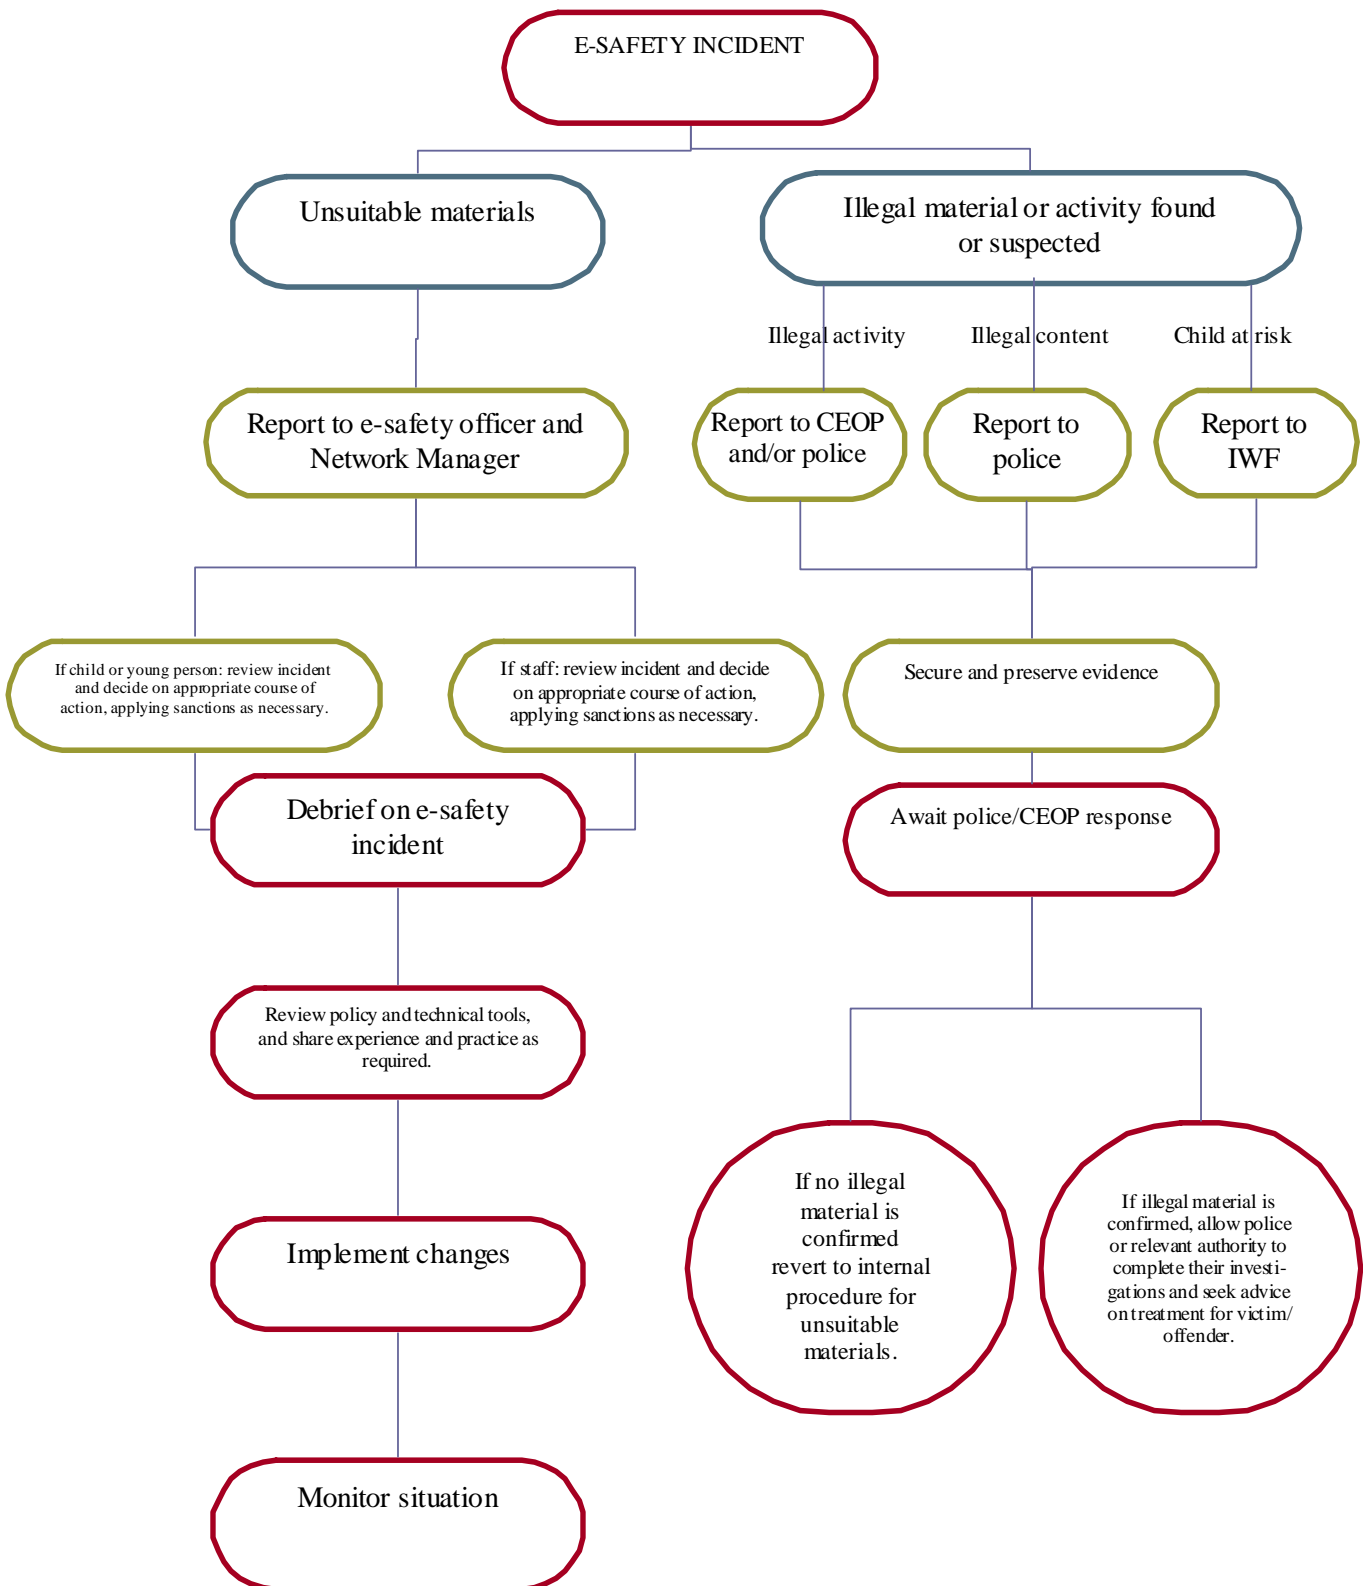 E-SAFETY INCIDENT
Unsuitable materials
Illegal material or activity found
or suspected
Illegal activity
Illegal content
Child at risk
Report to e-safety officer and
Network Manager
Report to CEOP
and/or police
Report to
police
Report to
IWF
If child or young person: review incident
and decide on appropriate course of
action, applying sanctions as necessary.
If staff: review incident and decide
on appropriate course of action,
applying sanctions as necessary.
Secure and preserve evidence
Debrief on e-safety
incident
Await police/CEOP response
Review policy and technical tools,
and share experience and practice as
required.
If no illegal
material is
confirmed
revert to internal
procedure for
unsuitable
materials.
If illegal material is
confirmed, allow police
or relevant authority to
complete their investi-
gations and seek advice
on treatment for victim/
offender.
Implement changes
Monitor situation